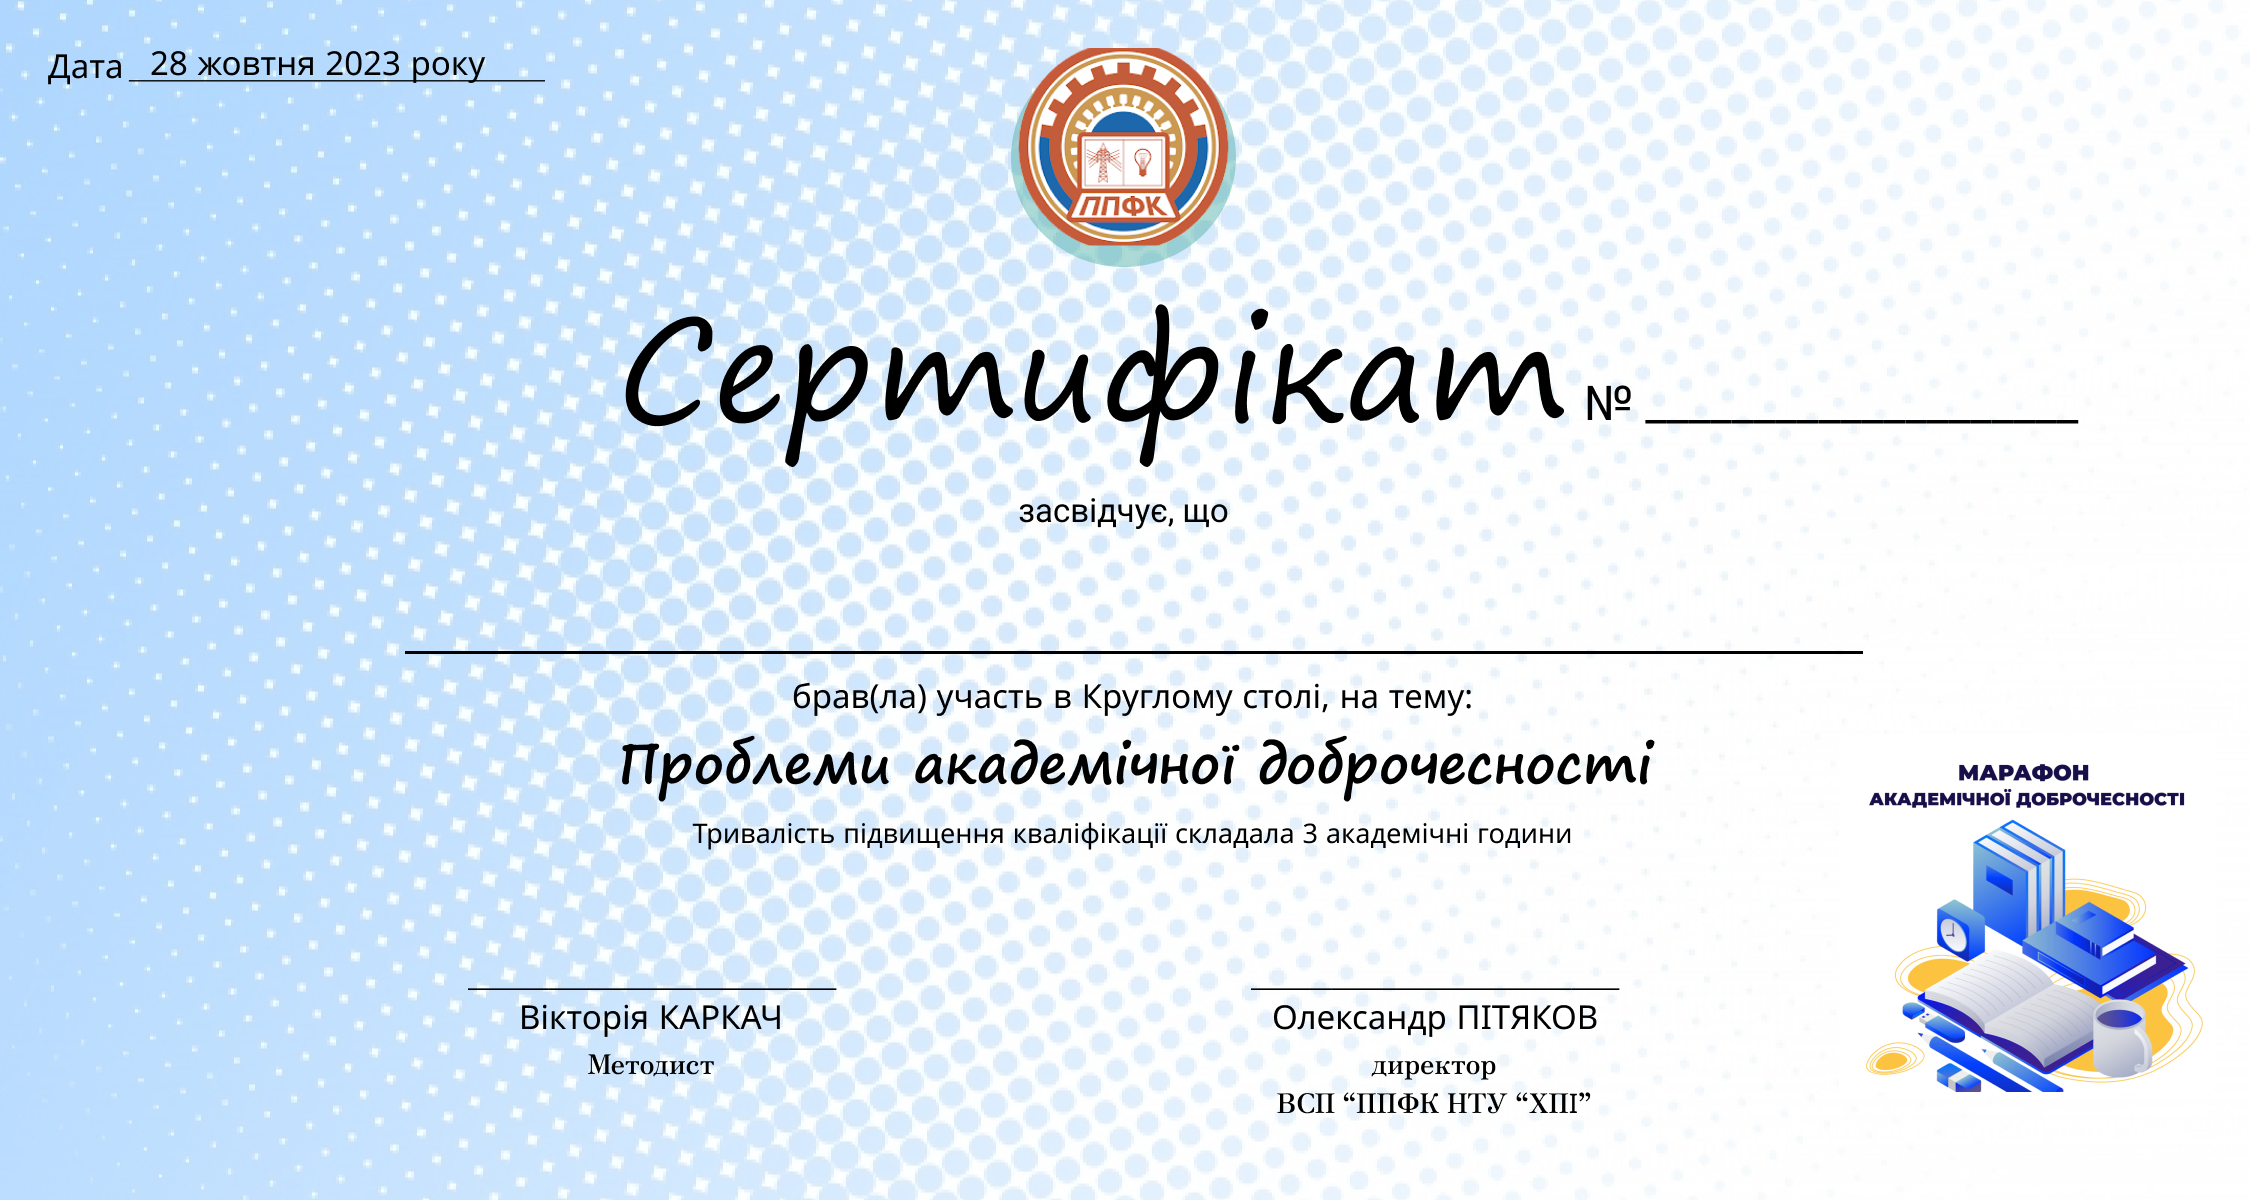 Дата 28 жовтня 2023 року
ППФК
Сертифікат № ____________________
засвідчує, що
брав(ла) участь в Круглому столі, на тему:
Проблеми академічної доброчесності
Тривалість підвищення кваліфікації складала 3 академічні години
МАРАФОН
АКАДЕМІЧНОЇ ДОБРОЧЕСНОСТІ
Вікторія КАРКАЧ
Методист
Олександр ПІТЯКОВ
директор
ВСП “ППФК НТУ “ХПІ”